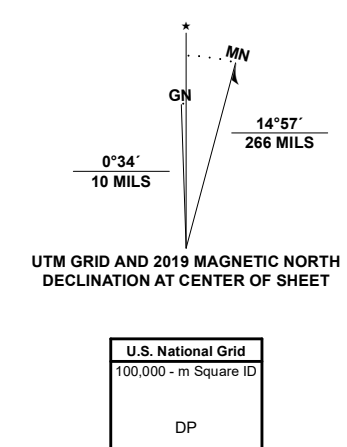 ★
MN
GN
14°57´
266 MILS
0°34´
10 MILS
UTM GRID AND 2019 MAGNETIC NORTH
DECLINATION AT CENTER OF SHEET
U.S. National Grid
100,000 - m Square ID
DP